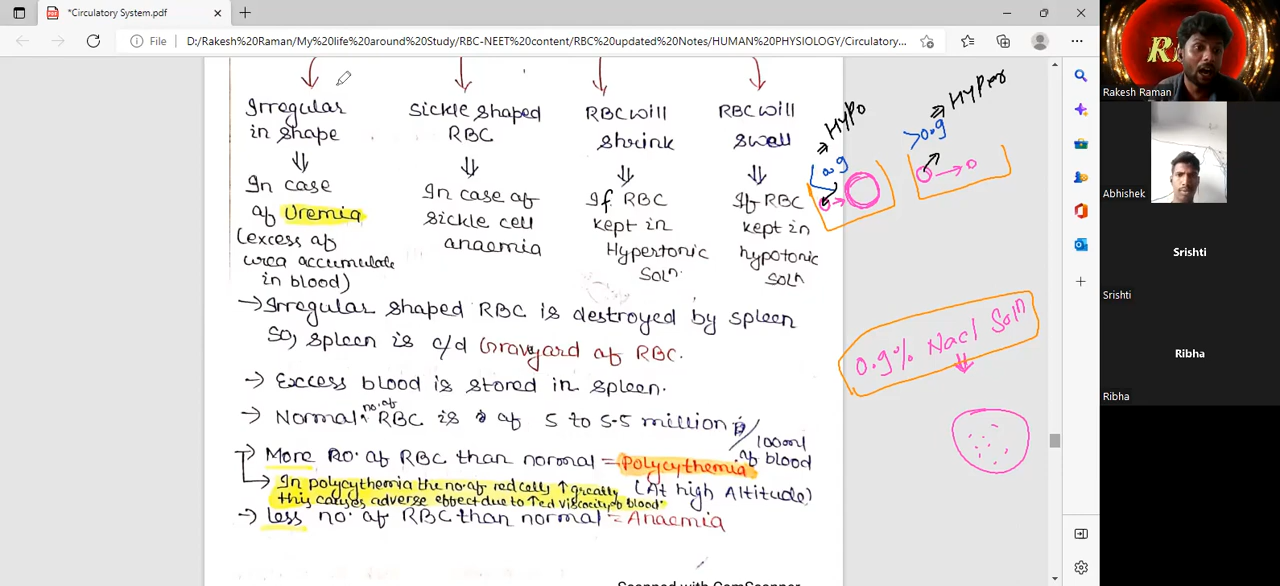 *Circulatory System.pdf
File
D:/Rakesh Raman/My%20life%20around%20Study/RBC-NEET%20content/RBC%20updated%20Notes/HUMAN%20PHYSIOLOGY/Circulatory...
Irregular in shape
In case of Uremia
(excess of urea accumulate in blood)
Sickle shaped RBC
In case of sickle cell anaemia
RBC will shrink
If RBC kept in Hypertonic Soln.
RBC will swell
If RBC kept in hypotonic Soln
HYPO
HYPer
>0.9
0.9% Nacl Soln
→Irregular shaped RBC is destroyed by spleen
SO, spleen is c/d Graveyard of RBC.
→ Excess blood is stored in spleen.
→ Normal no. of RBC is of 5 to 5.5 million / 100ml of blood
→ More no. of RBC than normal = Polycythemia
(At high Altitude)
→ In polycythemia the no. of red cells ↑ greatly
this causes adverse effect due to ↑ed viscosity of blood.
→ Less no. of RBC than normal = Anaemia
Rakesh Raman
Abhishek
Srishti
Srishti
Ribha
Ribha